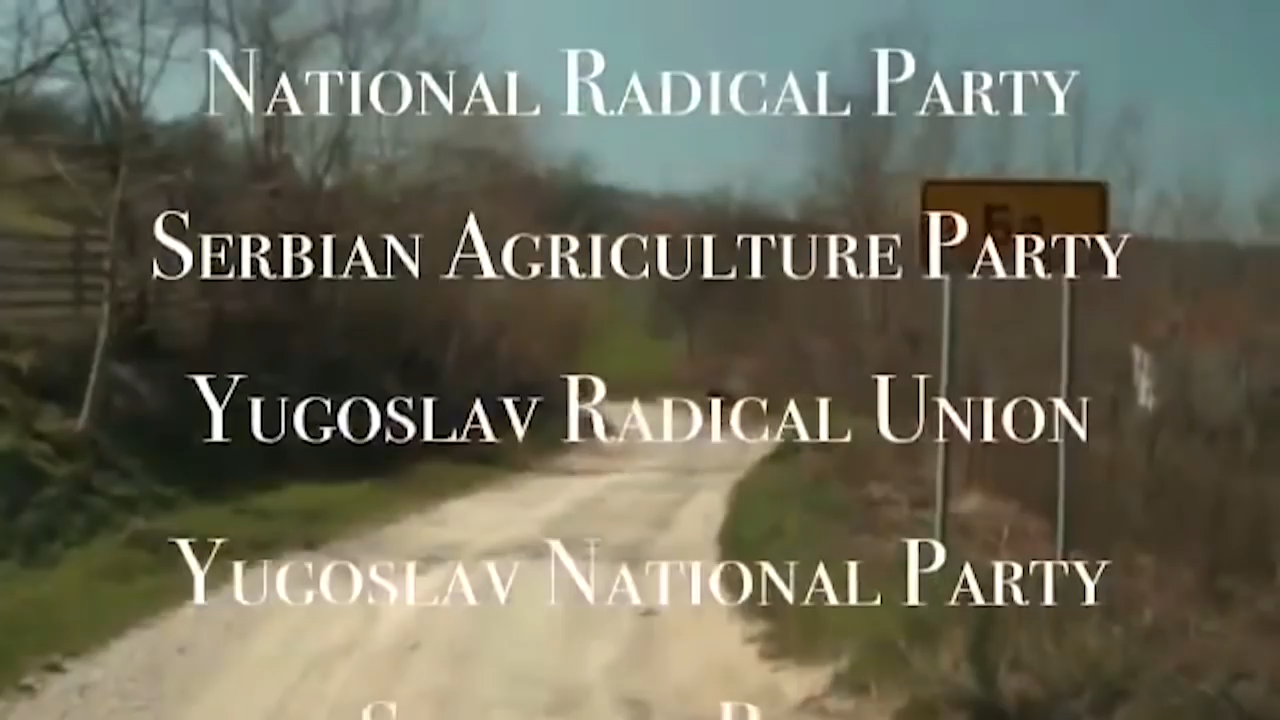 National Radical Party
Serbian Agriculture Party
Yugoslav Radical Union
Yugoslav National Party